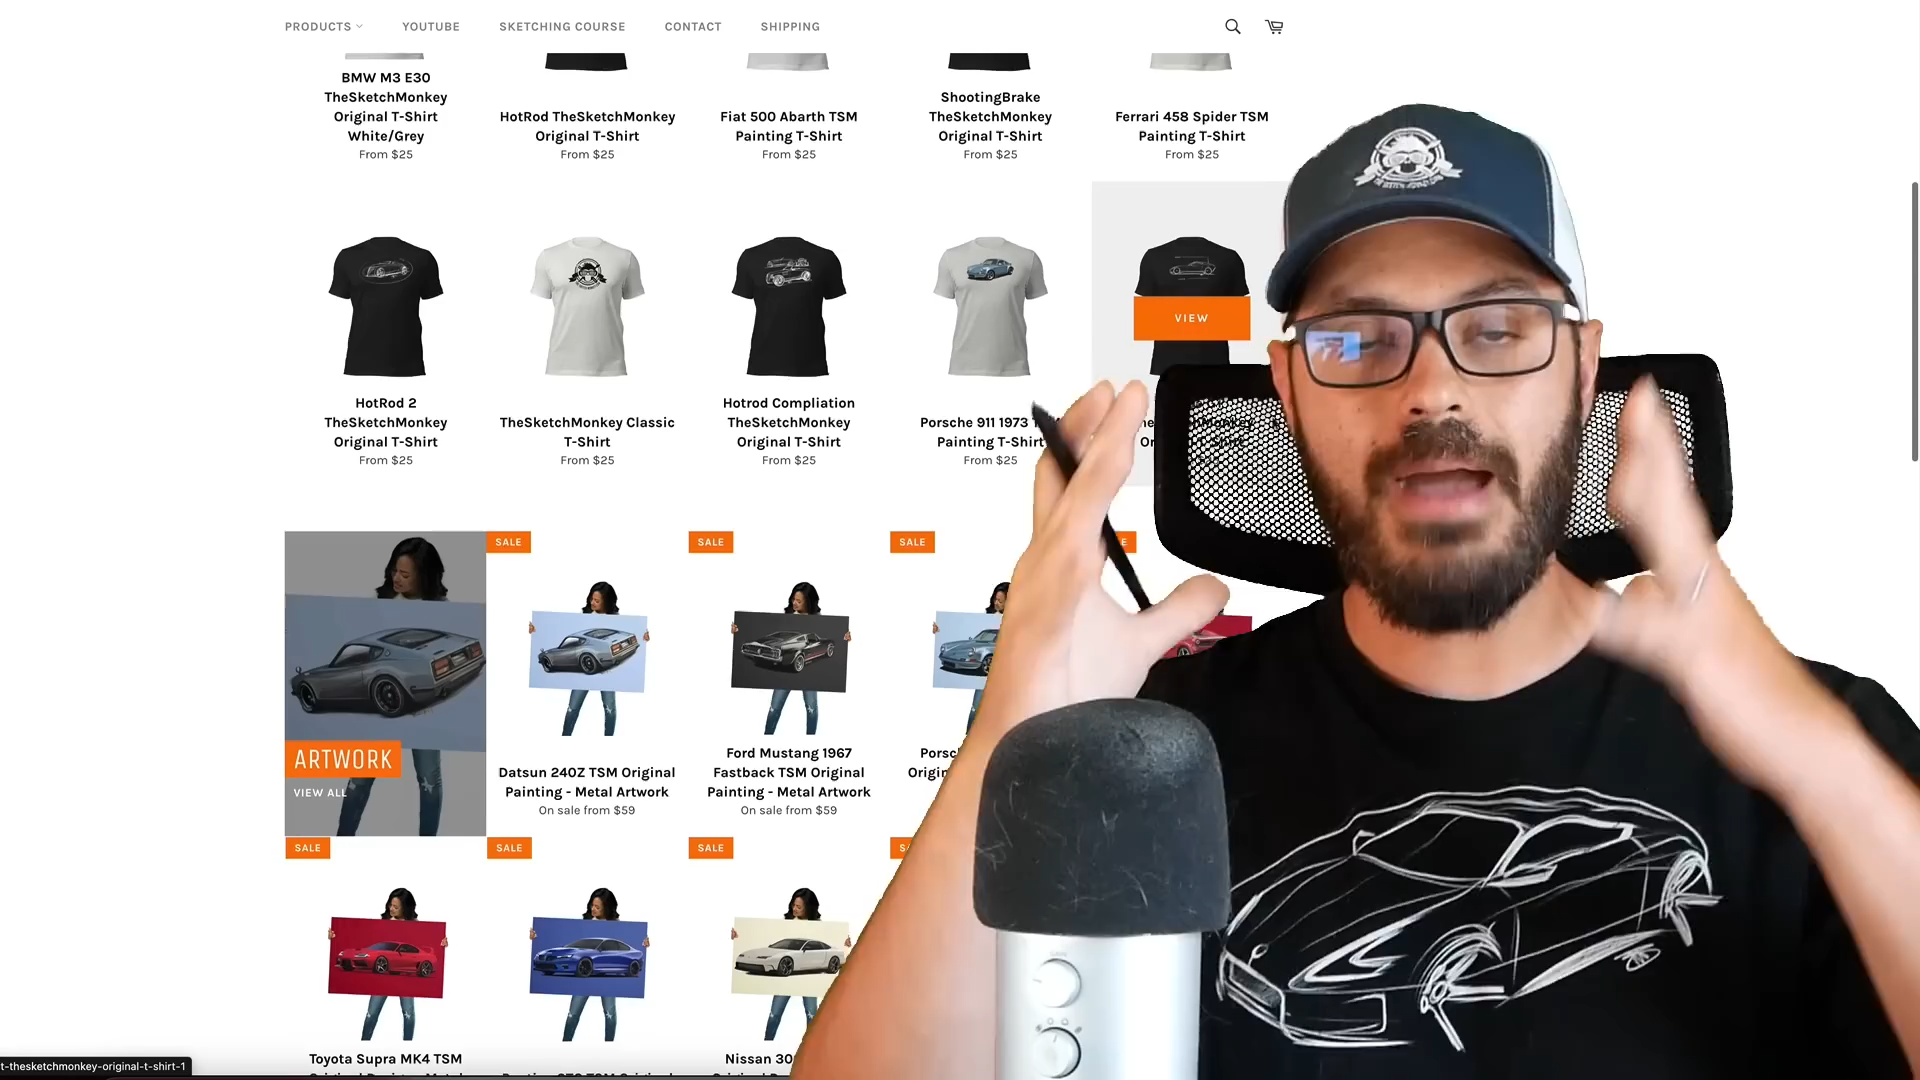 PRODUCTS
YOUTUBE
SKETCHING COURSE
CONTACT
SHIPPING
BMW M3 E30
TheSketchMonkey
Original T-Shirt
White/Grey
From $25
HotRod TheSketchMonkey
Original T-Shirt
From $25
Fiat 500 Abarth TSM
Painting T-Shirt
From $25
ShootingBrake
TheSketchMonkey
Original T-Shirt
From $25
Ferrari 458 Spider TSM
Painting T-Shirt
From $25
VIEW
HotRod 2
TheSketchMonkey
Original T-Shirt
From $25
TheSketchMonkey Classic
T-Shirt
From $25
Hotrod Compliation
TheSketchMonkey
Original T-Shirt
From $25
Porsche 911 1973
Painting T-Shirt
From $25
SALE
SALE
SALE
ARTWORK
VIEW ALL
Datsun 240Z TSM Original
Painting - Metal Artwork
On sale from $59
Ford Mustang 1967
Fastback TSM Original
Painting - Metal Artwork
On sale from $59
SALE
SALE
SALE
Toyota Supra MK4 TSM
Nissan
t-thesketchmonkey-original-t-shirt-1